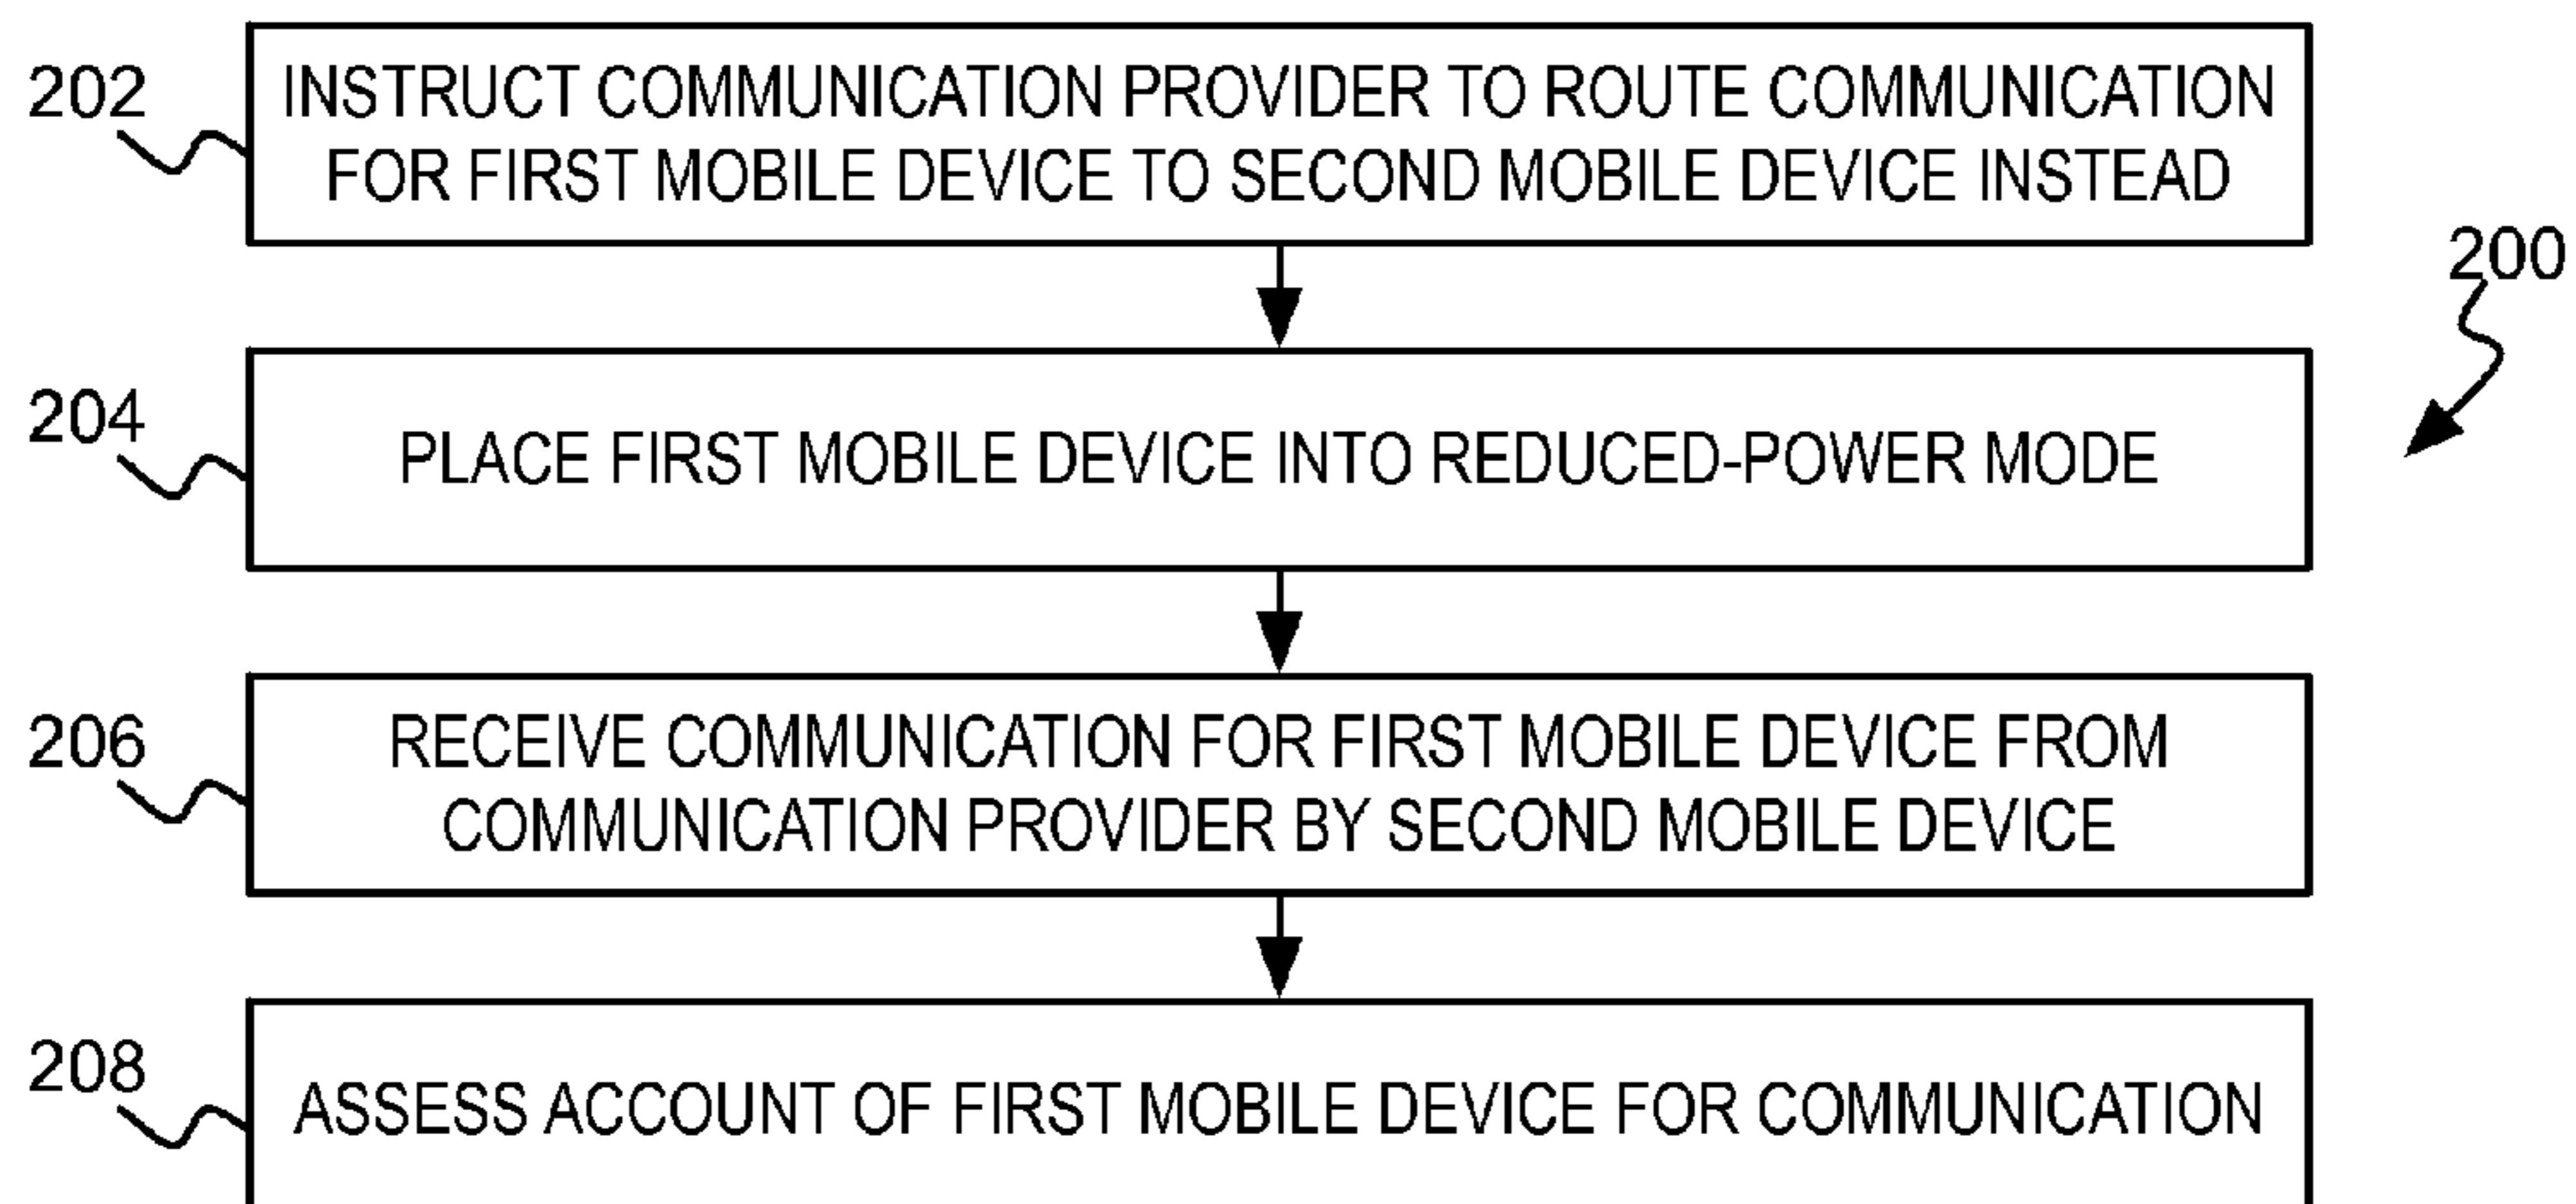 202
INSTRUCT COMMUNICATION PROVIDER TO ROUTE COMMUNICATION
FOR FIRST MOBILE DEVICE TO SECOND MOBILE DEVICE INSTEAD
200
204
PLACE FIRST MOBILE DEVICE INTO REDUCED-POWER MODE
206
RECEIVE COMMUNICATION FOR FIRST MOBILE DEVICE FROM
COMMUNICATION PROVIDER BY SECOND MOBILE DEVICE
208
ASSESS ACCOUNT OF FIRST MOBILE DEVICE FOR COMMUNICATION